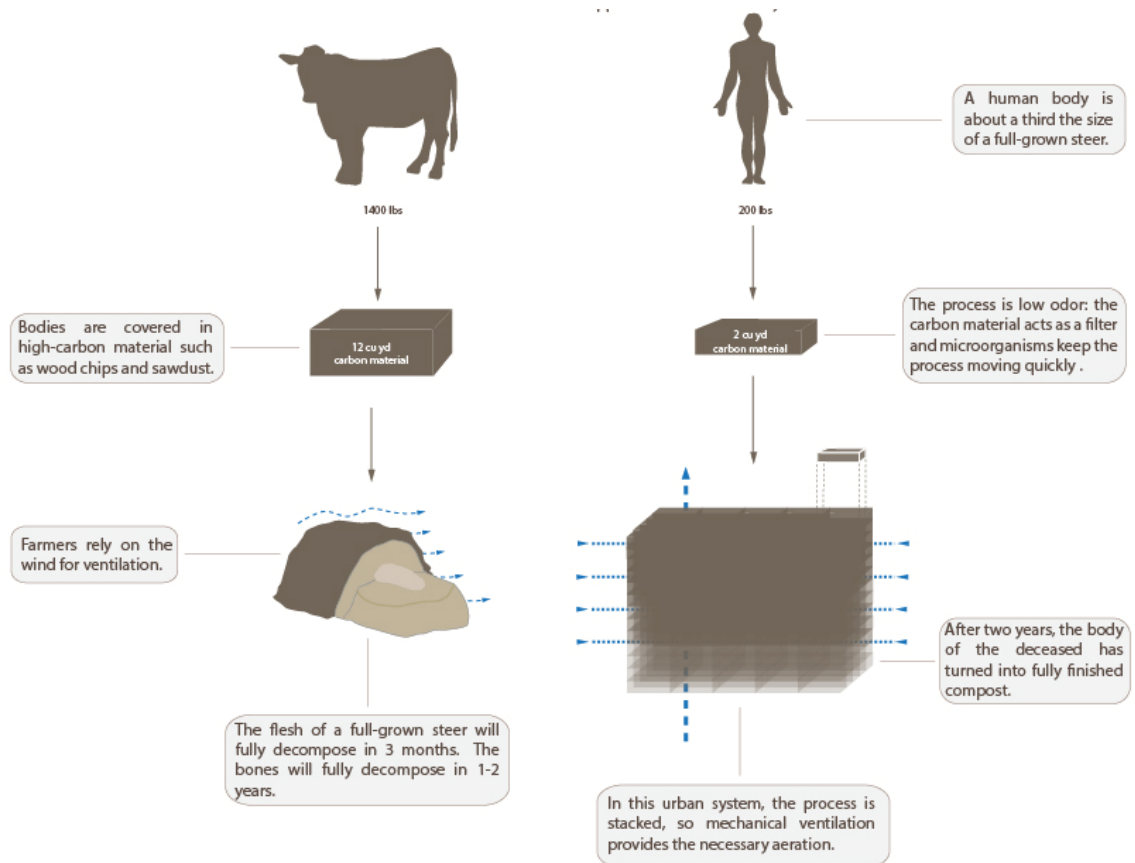 A human body is
about a third the size
of a full-grown steer.
1400 lbs
200 lbs
Bodies are covered in
high-carbon material such
as wood chips and sawdust.
12 cu yd
carbon material
2 cu yd
carbon material
The process is low odor: the
carbon material acts as a filter
and microorganisms keep the
process moving quickly .
Farmers rely on the
wind for ventilation.
After two years, the body
of the deceased has
turned into fully finished
compost.
The flesh of a full-grown steer will
fully decompose in 3 months. The
bones will fully decompose in 1-2
years.
In this urban system, the process is
stacked, so mechanical ventilation
provides the necessary aeration.